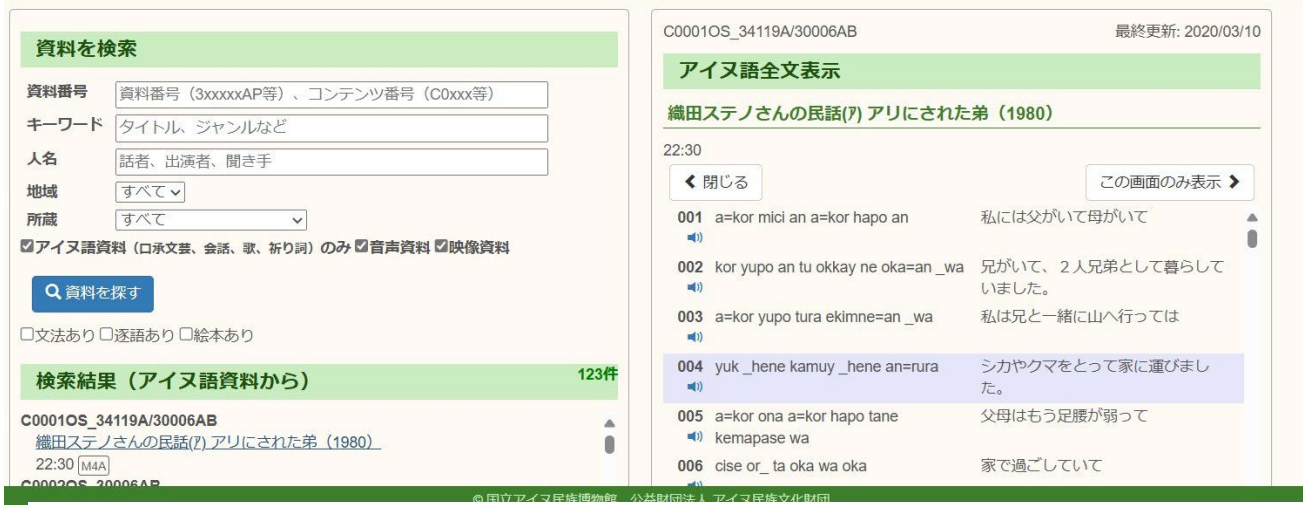 資料を検索
資料番号 資料番号（3xxxxxAP等）、コンテンツ番号（C0xxx等）
キーワード タイトル、ジャンルなど
人名 話者、出演者、聞き手
地域 すべて
所蔵 すべて
アイヌ語資料（口承文芸、会話、歌、祈り詞）のみ 音声資料 映像資料
資料を探す
文法あり 逐語あり 絵本あり
検索結果（アイヌ語資料から） 123件
C0001OS_34119A/30006AB
織田ステノさんの民話(ｱ) アリにされた弟（1980）
22:30 M4A
C0002OS_30006AB
C0001OS_34119A/30006AB 最終更新: 2020/03/10
アイヌ語全文表示
織田ステノさんの民話(ｱ) アリにされた弟（1980）
22:30
閉じる この画面のみ表示
001 a=kor mici an a=kor hapo an 私には父がいて母がいて
002 kor yupo an tu okkay ne oka=an _wa 兄がいて、２人兄弟として暮らして
いました。
003 a=kor yupo tura ekimne=an _wa 私は兄と一緒に山へ行っては
004 yuk _hene kamuy _hene an=rura シカやクマをとって家に運びまし
た。
005 a=kor ona a=kor hapo tane 父母はもう足腰が弱って
kemapase wa
006 cise or_ ta oka wa oka 家で過ごしていて
© 国立アイヌ民族博物館 公益財団法人 アイヌ民族文化財団